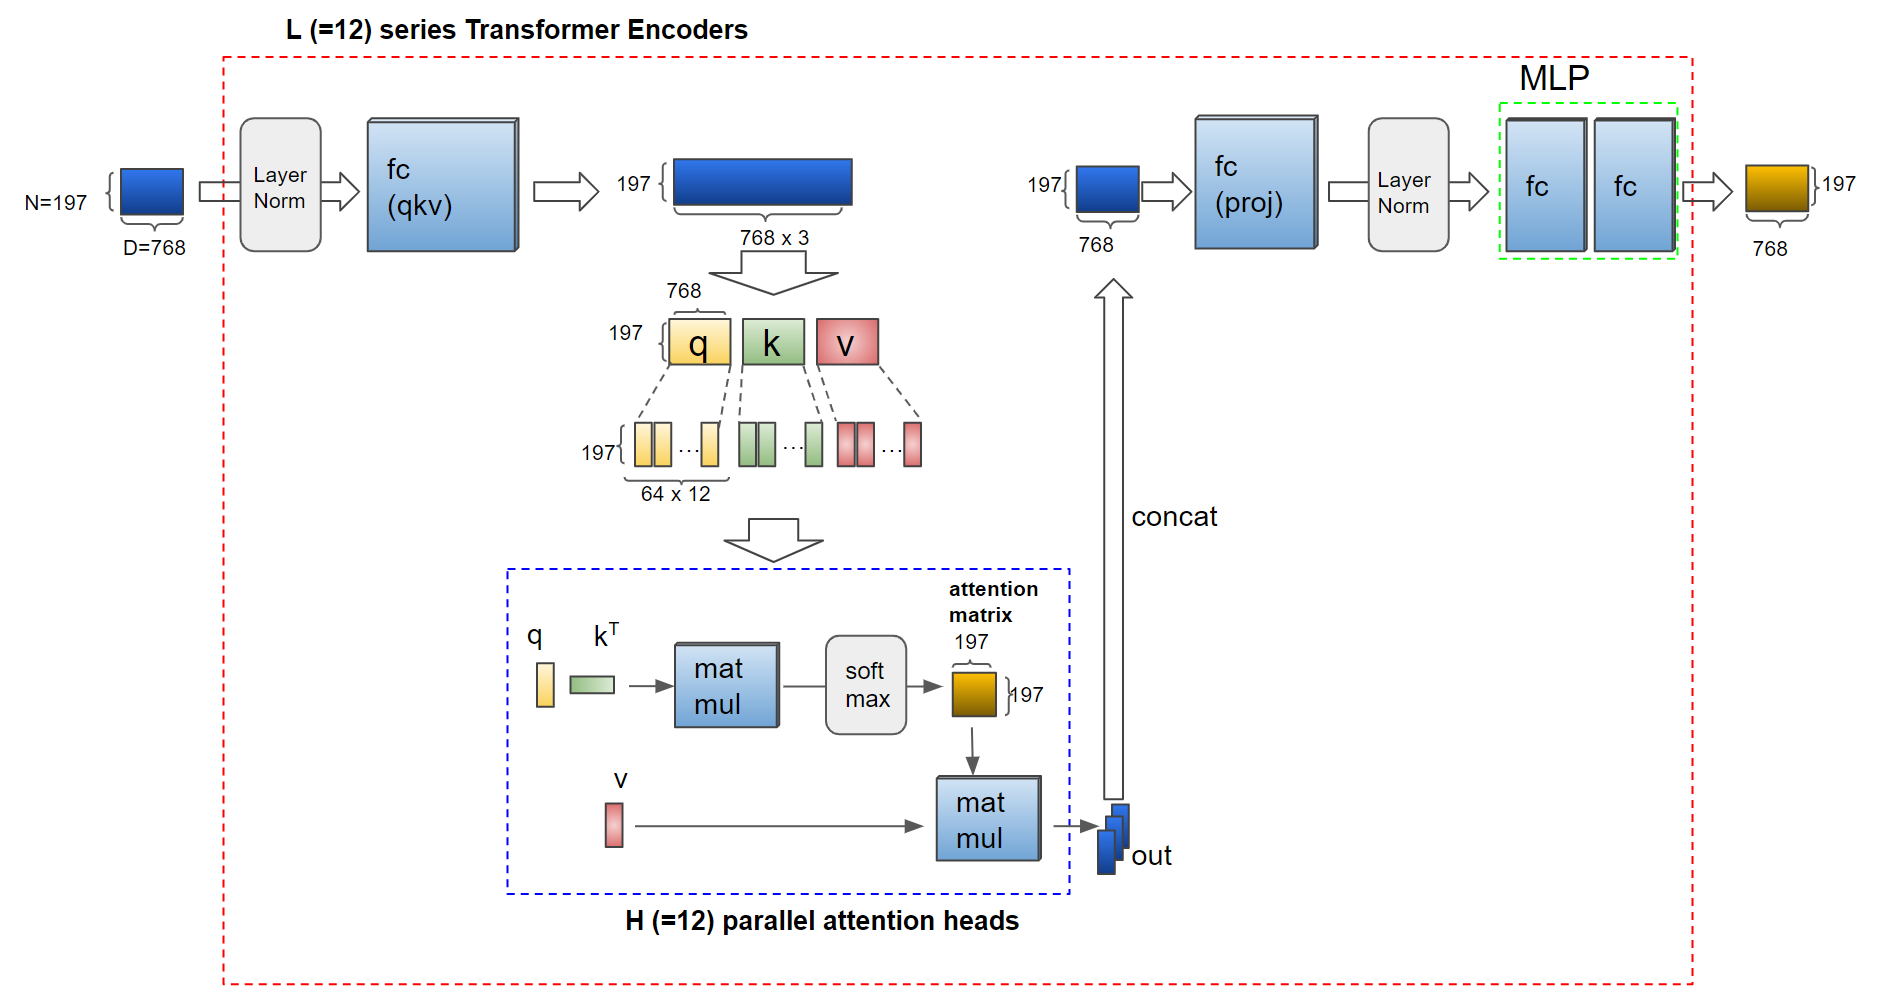 L (=12) series Transformer Encoders
MLP
N=197
D=768
Layer
Norm
fc
(qkv)
197
768 x 3
197
768
fc
(proj)
Layer
Norm
fc
fc
197
768
768
197
q
k
v
197
…
…
…
64 x 12
concat
attention
matrix
197
197
q
k^T
mat
mul
soft
max
v
mat
mul
out
H (=12) parallel attention heads